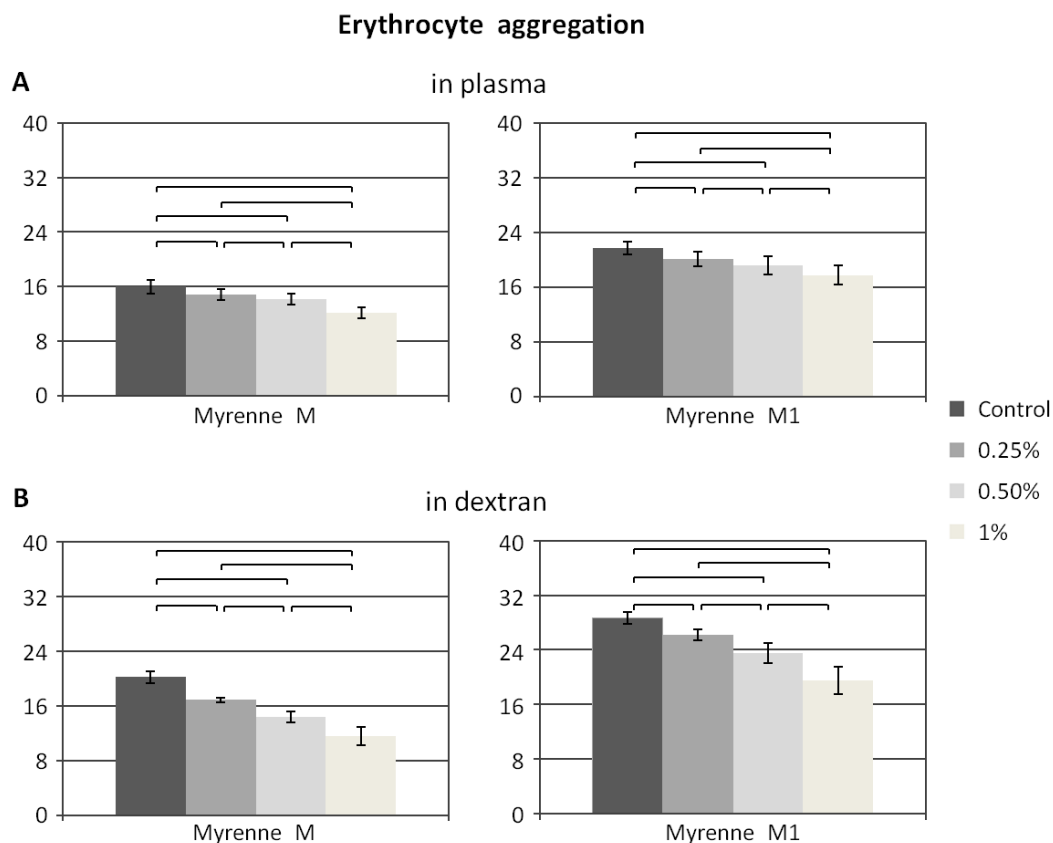 Erythrocyte aggregation
A
in plasma
40
32
24
16
8
0
Myrenne M
40
32
24
16
8
0
Myrenne M1
Control
0.25%
0.50%
1%
B
in dextran
40
32
24
16
8
0
Myrenne M
40
32
24
16
8
0
Myrenne M1